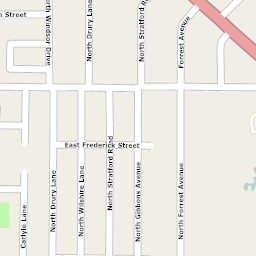 Street
North Windsor Drive
North Drury Lane
North Stratford R
Forrest Avenue
East Frederick Street
Carlyle Lane
North Drury Lane
North Wilshire Lane
North Stratford Road
North Gibbons Avenue
North Forrest Avenue